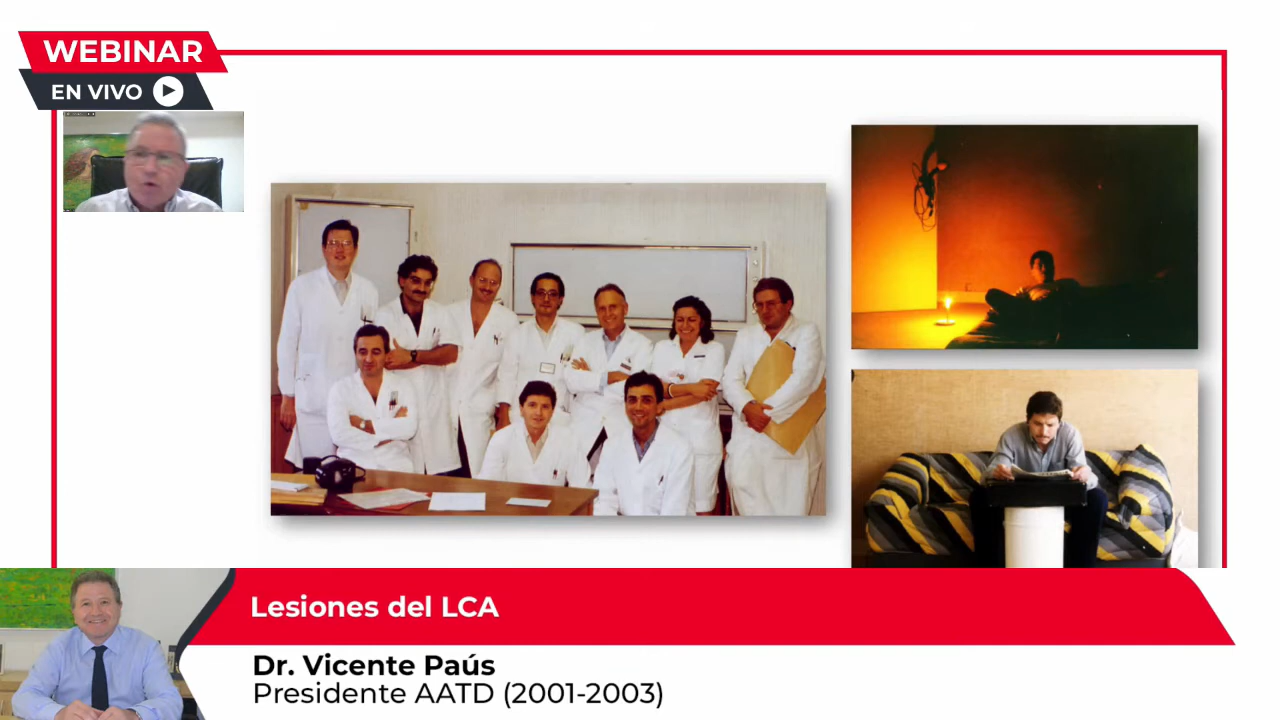 WEBINAR
EN VIVO
Lesiones del LCA
Dr. Vicente Paús
Presidente AATD (2001-2003)